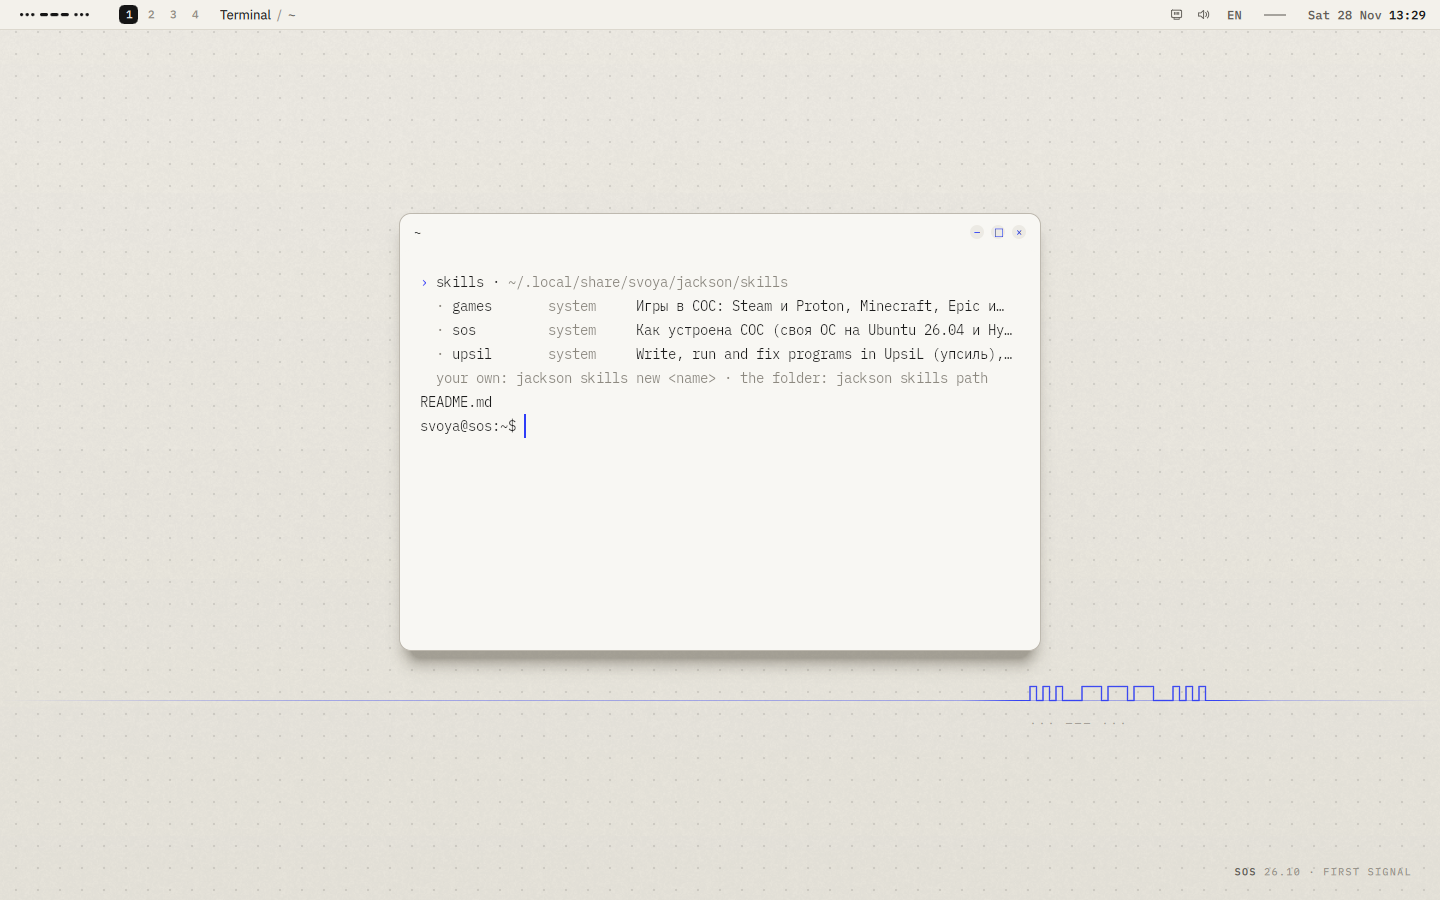 1 2 3 4 Terminal / ~ EN Sat 28 Nov 13:29
~
› skills · ~/.local/share/svoya/jackson/skills
· games system Игры в СОС: Steam и Proton, Minecraft, Epic и…
· sos system Как устроена СОС (своя ОС на Ubuntu 26.04 и Hy…
· upsil system Write, run and fix programs in UpsiL (упсиль),…
your own: jackson skills new <name> · the folder: jackson skills path
README.md
svoya@sos:~$
··· ––– ···
SOS 26.10 · FIRST SIGNAL